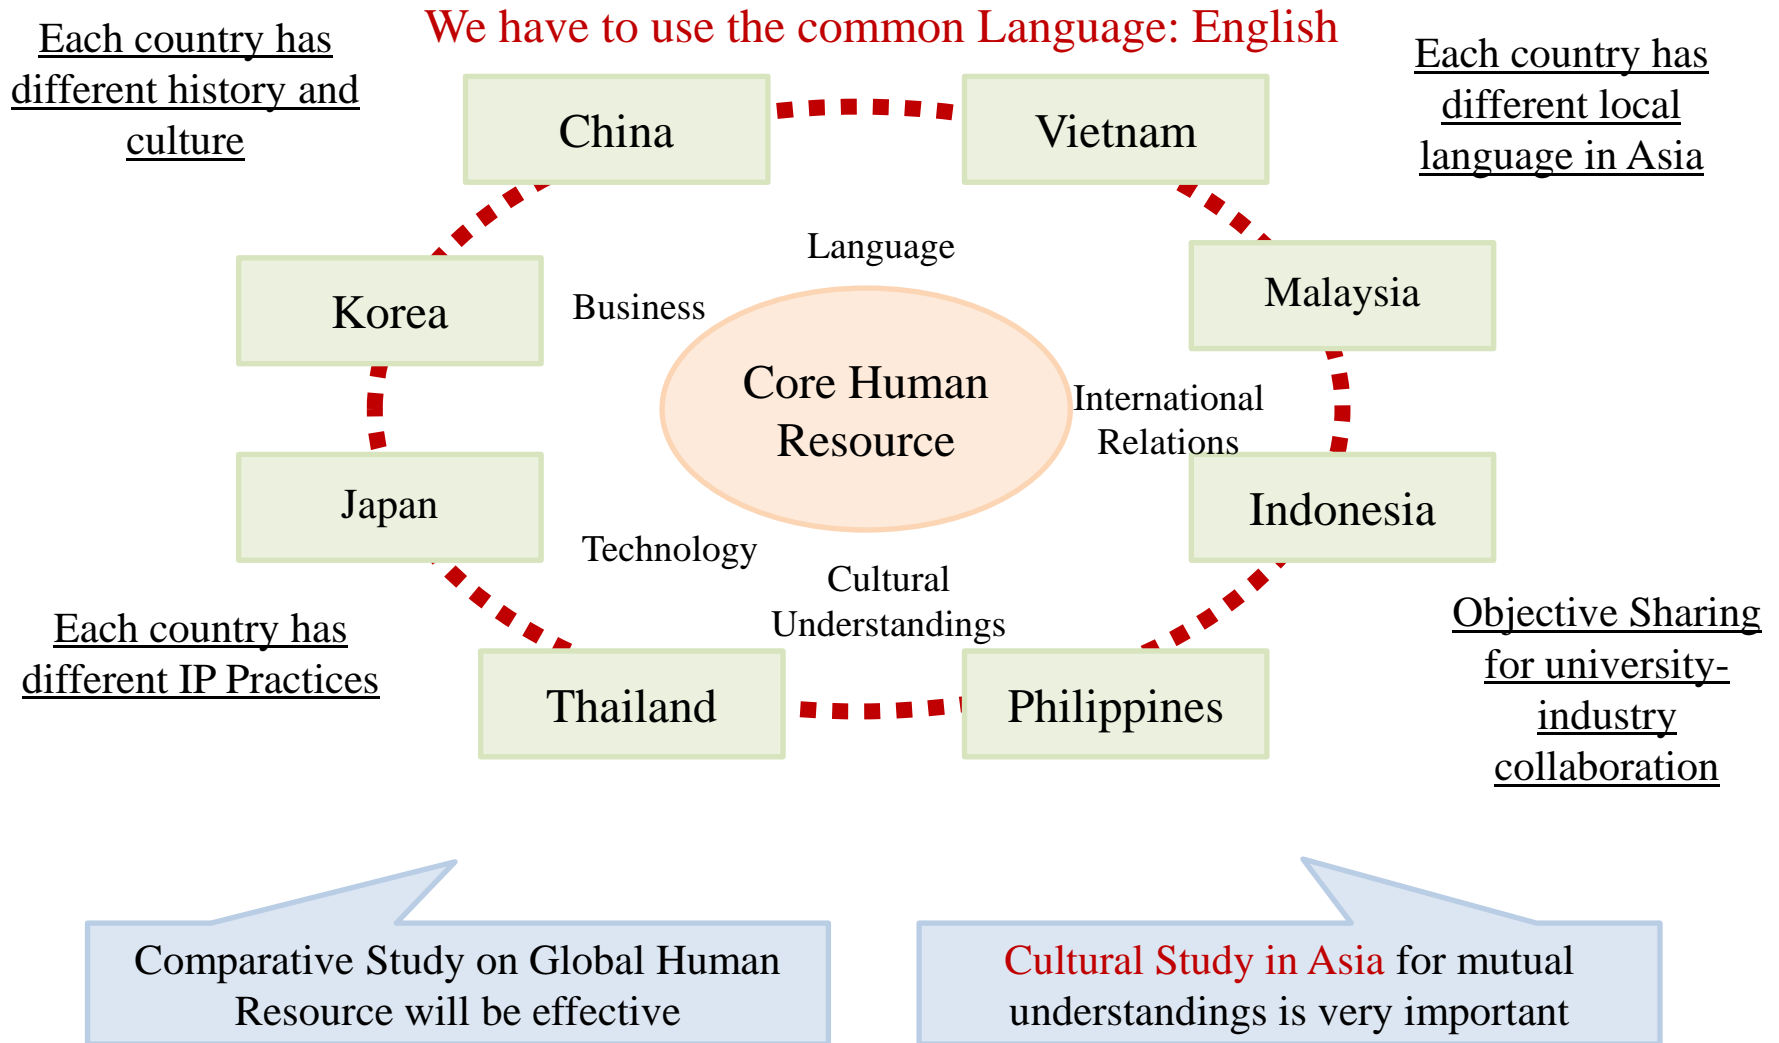 We have to use the common Language: English
Each country has
different history and
culture
Each country has
different local
language in Asia
China
Vietnam
Language
Business
Korea
Malaysia
Core Human
Resource
International
Relations
Japan
Indonesia
Technology
Cultural
Understandings
Each country has
different IP Practices
Objective Sharing
for university-
industry
collaboration
Thailand
Philippines
Comparative Study on Global Human
Resource will be effective
Cultural Study in Asia for mutual
understandings is very important